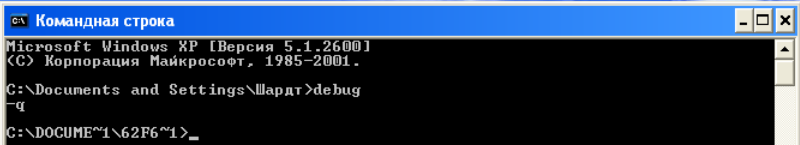 Командная строка
Microsoft Windows XP [Версия 5.1.2600]
(C) Корпорация Майкрософт, 1985-2001.
C:\Documents and Settings\Шардт>debug
-q
C:\DOCUME~1\62F6~1>_